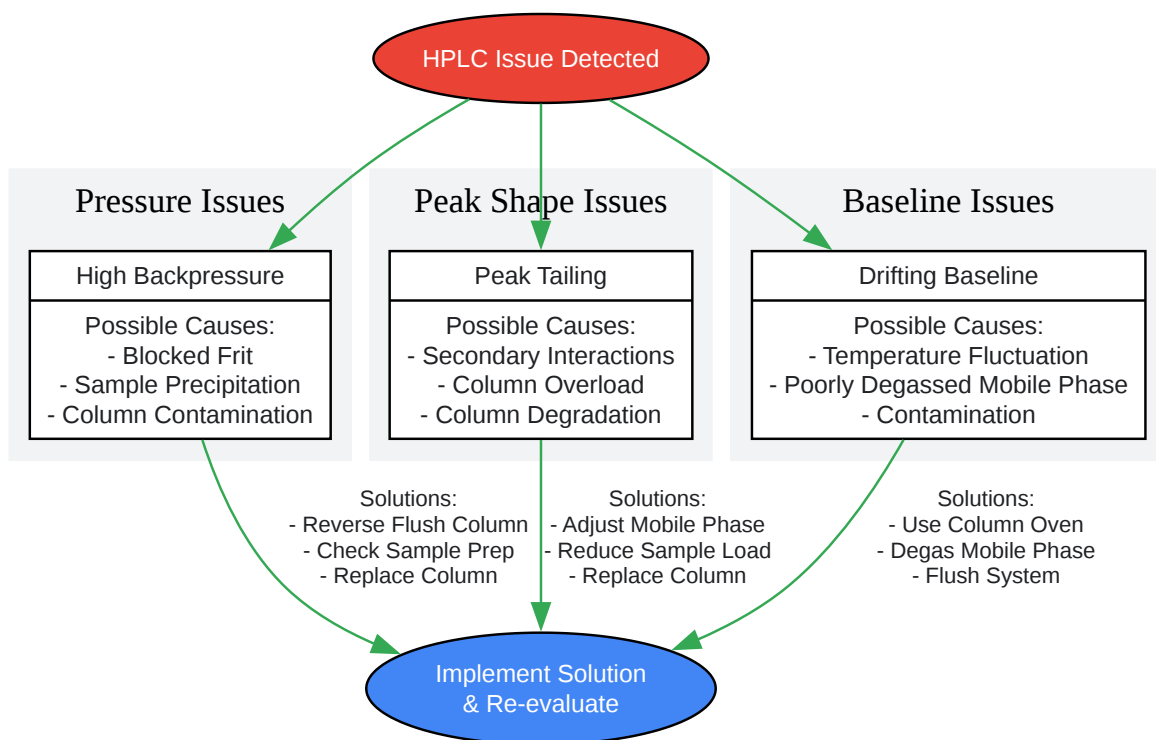 HPLC Issue Detected
Pressure Issues
High Backpressure
Possible Causes:
- Blocked Frit
- Sample Precipitation
- Column Contamination
Peak Shape Issues
Peak Tailing
Possible Causes:
- Secondary Interactions
- Column Overload
- Column Degradation
Baseline Issues
Drifting Baseline
Possible Causes:
- Temperature Fluctuation
- Poorly Degassed Mobile Phase
- Contamination
Solutions:
- Reverse Flush Column
- Check Sample Prep
- Replace Column
Solutions:
- Adjust Mobile Phase
- Reduce Sample Load
- Replace Column
Solutions:
- Use Column Oven
- Degas Mobile Phase
- Flush System
Implement Solution
& Re-evaluate